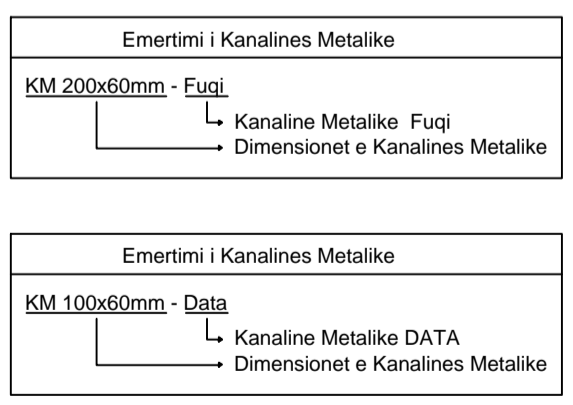 Emertimi i Kanalines Metalike
KM 200x60mm - Fuqi
Kanaline Metalike Fuqi
Dimensionet e Kanalines Metalike
Emertimi i Kanalines Metalike
KM 100x60mm - Data
Kanaline Metalike DATA
Dimensionet e Kanalines Metalike